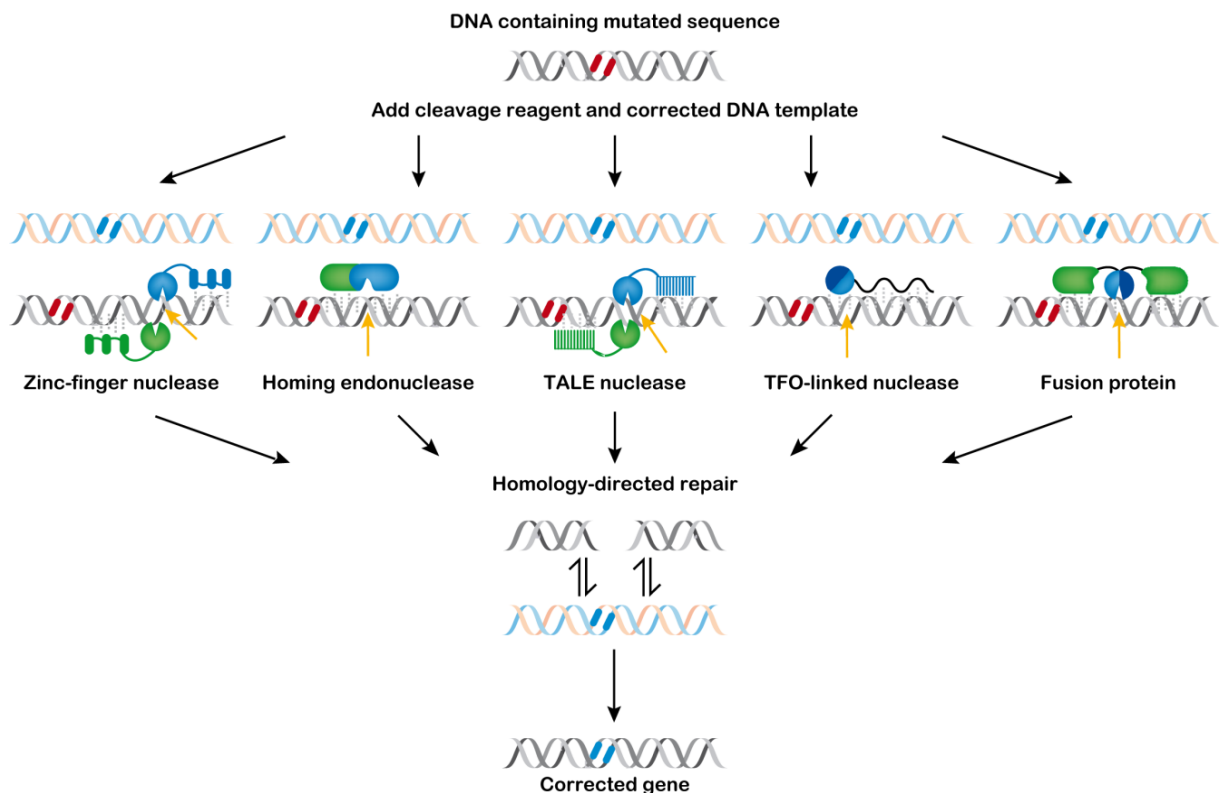 DNA containing mutated sequence
Add cleavage reagent and corrected DNA template
Zinc-finger nuclease
Homing endonuclease
TALE nuclease
TFO-linked nuclease
Fusion protein
Homology-directed repair
Corrected gene